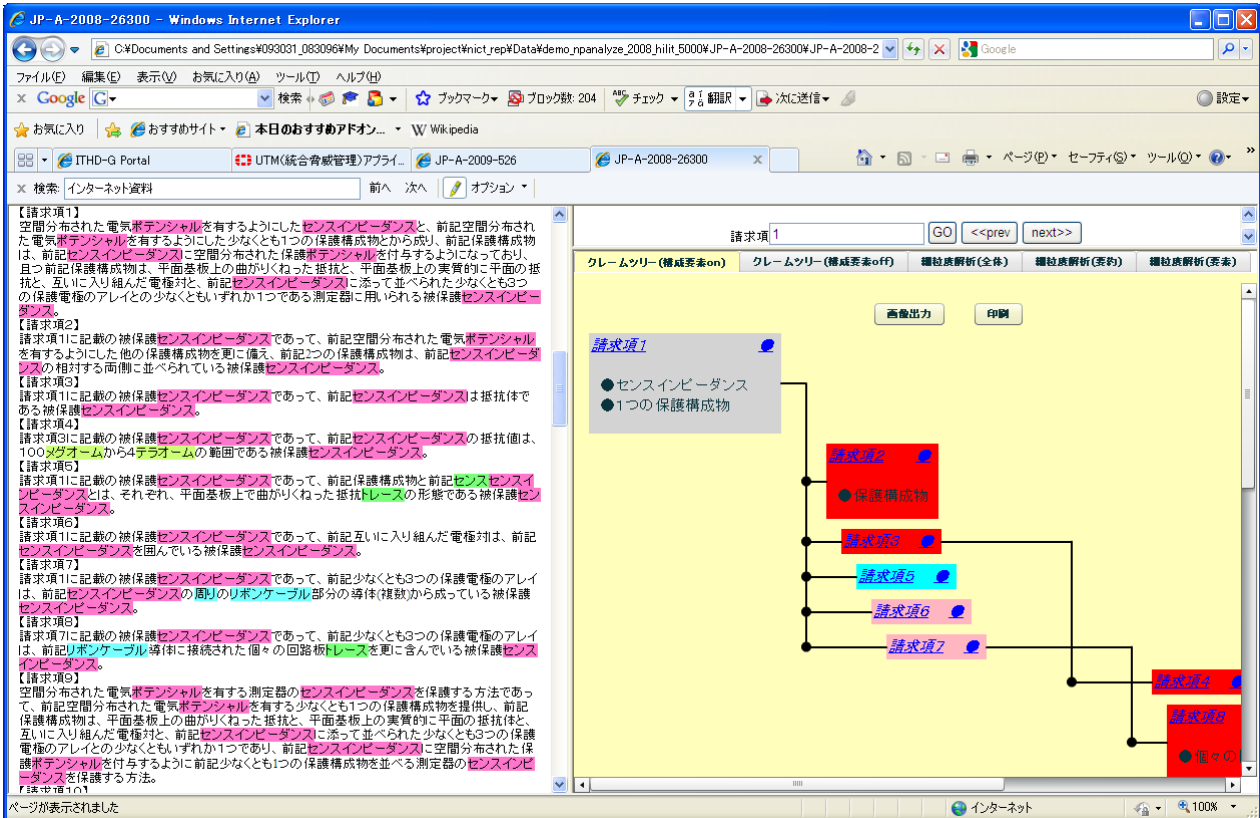 JP-A-2008-26300 - Windows Internet Explorer
C:¥Documents and Settings¥093031_083096¥My Documents¥project¥nict_rep¥Data¥demo_npanalyze_2008_hilit_5000¥JP-A-2008-26300¥JP-A-2008-2
Google
ファイル(F) 編集(E) 表示(V) お気に入り(A) ツール(T) ヘルプ(H)
x Google G 検索 ブックマーク ブロック数: 204 チェック 翻訳 次に送信 設定
お気に入り おすすめサイト 本日のおすすめアドオン... W Wikipedia
ITHD-G Portal UTM(統合脅威管理)アプライ... JP-A-2009-526 JP-A-2008-26300 x ページ(P) セーフティ(S) ツール(O) »
x 検索: インターネット資料 前へ 次へ オプション
【請求項1】
空間分布された電気ポテンシャルを有するようにしたセンスインピーダンスと、前記空間分布され
た電気ポテンシャルを有するようにした少なくとも1つの保護構成物とから成り、前記保護構成物
は、前記センスインピーダンスに空間分布された保護ポテンシャルを付与するようになっており、
且つ前記保護構成物は、平面基板上の曲がりくねった抵抗と、平面基板上の実質的に平面の抵
抗と、互いに入り組んだ電極対と、前記センスインピーダンスに添って並べられた少なくとも3つ
の保護電極のアレイとの少なくともいずれか1つである測定器に用いられる被保護センスインピー
ダンス。
【請求項2】
請求項1に記載の被保護センスインピーダンスであって、前記空間分布された電気ポテンシャル
を有するようにした他の保護構成物を更に備え、前記2つの保護構成物は、前記センスインピーダ
ンスの相対する両側に並べられている被保護センスインピーダンス。
【請求項3】
請求項1に記載の被保護センスインピーダンスであって、前記センスインピーダンスは抵抗体で
ある被保護センスインピーダンス。
【請求項4】
請求項3に記載の被保護センスインピーダンスであって、前記センスインピーダンスの抵抗値は、
100メグオームから4テラオームの範囲である被保護センスインピーダンス。
【請求項5】
請求項1に記載の被保護センスインピーダンスであって、前記保護構成物と前記センスセンスイ
ンピーダンスとは、それぞれ、平面基板上で曲がりくねった抵抗トレースの形態である被保護セン
スインピーダンス。
【請求項6】
請求項1に記載の被保護センスインピーダンスであって、前記互いに入り組んだ電極対は、前記
センスインピーダンスを囲んでいる被保護センスインピーダンス。
【請求項7】
請求項1に記載の被保護センスインピーダンスであって、前記少なくとも3つの保護電極のアレイ
は、前記センスインピーダンスの周りのリボンケーブル部分の導体(複数)から成っている被保護
センスインピーダンス。
【請求項8】
請求項7に記載の被保護センスインピーダンスであって、前記少なくとも3つの保護電極のアレイ
は、前記リボンケーブル導体に接続された個々の回路板トレースを更に含んでいる被保護センス
インピーダンス。
【請求項9】
空間分布された電気ポテンシャルを有する測定器のセンスインピーダンスを保護する方法であっ
て、前記空間分布された電気ポテンシャルを有する少なくとも1つの保護構成物を提供し、前記
保護構成物は、平面基板上の曲がりくねった抵抗と、平面基板上の実質的に平面の抵抗体と、
互いに入り組んだ電極対と、前記センスインピーダンスに添って並べられた少なくとも3つの保護
電極のアレイとの少なくともいずれか1つであり、前記センスインピーダンスに空間分布された保
護ポテンシャルを付与するように前記少なくとも1つの保護構成物を並べる測定器のセンスインピ
ーダンスを保護する方法。
【請求項10】
請求項 1 GO <<prev next>>
クレームツリー(構成要素on) クレームツリー(構成要素off) 細粒度解析(全体) 細粒度解析(要約) 細粒度解析(要素)
画像出力 印刷
請求項1
●センスインピーダンス
●1つの保護構成物
請求項2
●保護構成物
請求項3
請求項5
請求項6
請求項7
請求項4
請求項8
●個々の
ページが表示されました インターネット 100%